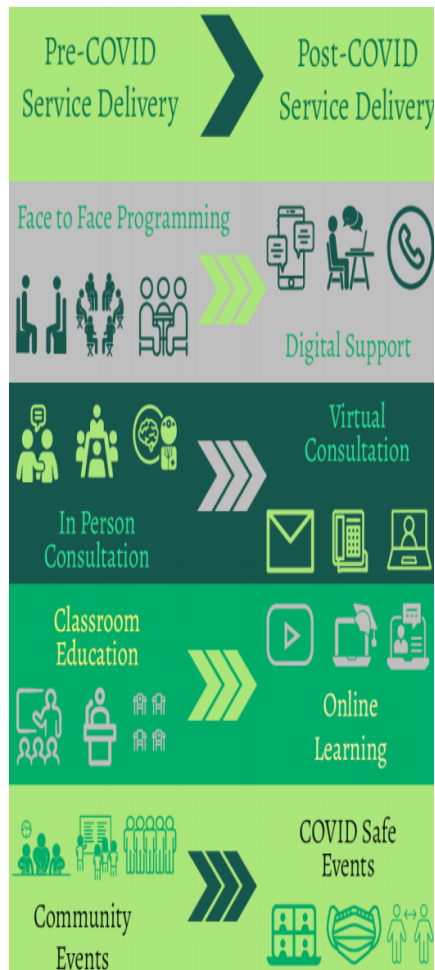 Pre-COVID
Service Delivery
Post-COVID
Service Delivery
Face to Face Programming
Digital Support
In Person
Consultation
Virtual
Consultation
Classroom
Education
Online
Learning
Community
Events
COVID Safe
Events